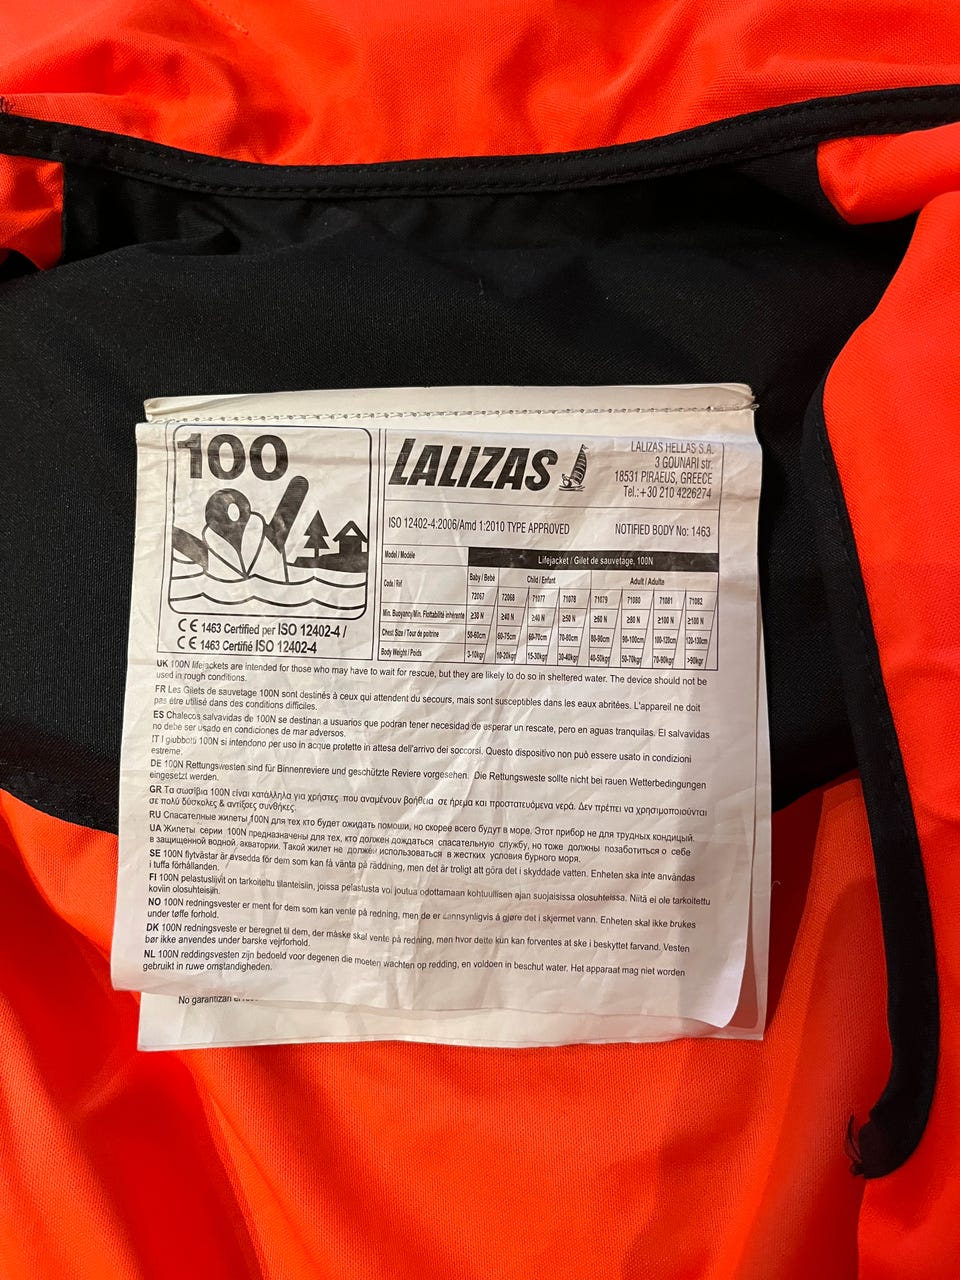 100
LALIZAS
LALIZAS HELLAS S.A.
3 GOUNARI str.
18531 PIRAEUS, GREECE
Tel.:+30 210 4226274
ISO 12402-4:2006/Amd 1:2010 TYPE APPROVED NOTIFIED BODY No: 1463
CE 1463 Certified per ISO 12402-4 /
CE 1463 Certifié ISO 12402-4
Model / Modèle Lifejacket / Gilet de sauvetage, 100N
Code / Réf Baby / Bébé Child / Enfant Adult / Adulte
72067 72068 71077 71078 71079 71080 71081 71082
Min. Buoyancy/Min. Flottabilité inhérente ≥30 N ≥40 N ≥40 N ≥50 N ≥60N ≥80 N ≥100 N ≥100 N
Chest Size / Tour de poitrine 50-60cm 60-75cm 60-70cm 70-80cm 80-90cm 90-100cm 100-120cm 120-130cm
Body Weight / Poids 3-10kgr 10-20kgr 15-30kgr 30-40kgr 40-50kgr 50-70kgr 70-90kgr >90kgr
UK 100N lifejackets are intended for those who may have to wait for rescue, but they are likely to do so in sheltered water. The device should not be
used in rough conditions.
FR Les Gilets de sauvetage 100N sont destinés à ceux qui attendent du secours, mais sont susceptibles dans les eaux abritées. L'appareil ne doit
pas être utilisé dans des conditions difficiles.
ES Chalecos salvavidas de 100N se destinan a usuarios que podran tener necesidad de esperar un rescate, pero en aguas tranquilas. El salvavidas
no debe ser usado en condiciones de mar adversos.
IT I giubbotti 100N si intendono per uso in acque protette in attesa dell'arrivo dei soccorsi. Questo dispositivo non può essere usato in condizioni
estreme.
DE 100N Rettungswesten sind für Binnenreviere und geschützte Reviere vorgesehen. Die Rettungsweste sollte nicht bei rauen Wetterbedingungen
eingesetzt werden.
GR Τα σωσίβια 100N είναι κατάλληλα για χρήστες που αναμένουν βοήθεια σε ήρεμα και προστατευόμενα νερά. Δεν πρέπει να χρησιμοποιούνται
σε πολύ δύσκολες & αντίξοες συνθήκες.
RU Спасательные жилеты 100N для тех кто будет ожидать помоши, но скорее всего будут в море. Этот прибор не для трудных кондицый.
UA Жилеты серии 100N предназначены для тех, кто должен дождаться спасательную службу, но тоже должны позаботиться о себе
в защищенной водной, акватории. Такой жилет не должен использоваться в жестких условия бурного моря.
SE 100N flytvästar är avsedda för dem som kan få vänta på räddning, men det är troligt att göra det i skyddade vatten. Enheten ska inte användas
i tuffa förhållanden.
FI 100N pelastusliivit on tarkoitettu tilanteisiin, joissa pelastusta voi joutua odottamaan kohtuullisen ajan suojaisissa olosuhteissa. Niitä ei ole tarkoitettu
koviin olosuhteisiin.
NO 100N redningsvester er ment for dem som kan vente på redning, men de er sannsynligvis å gjøre det i skjermet vann. Enheten skal ikke brukes
under tøffe forhold.
DK 100N redningsveste er beregnet til dem, der måske skal vente på redning, men hvor dette kun kan forventes at ske i beskyttet farvand. Vesten
bør ikke anvendes under barske vejrforhold.
NL 100N reddingsvesten zijn bedoeld voor degenen die moeten wachten op redding, en voldoen in beschut water. Het apparaat mag niet worden
gebruikt in ruwe omstandigheden.
No garantizan